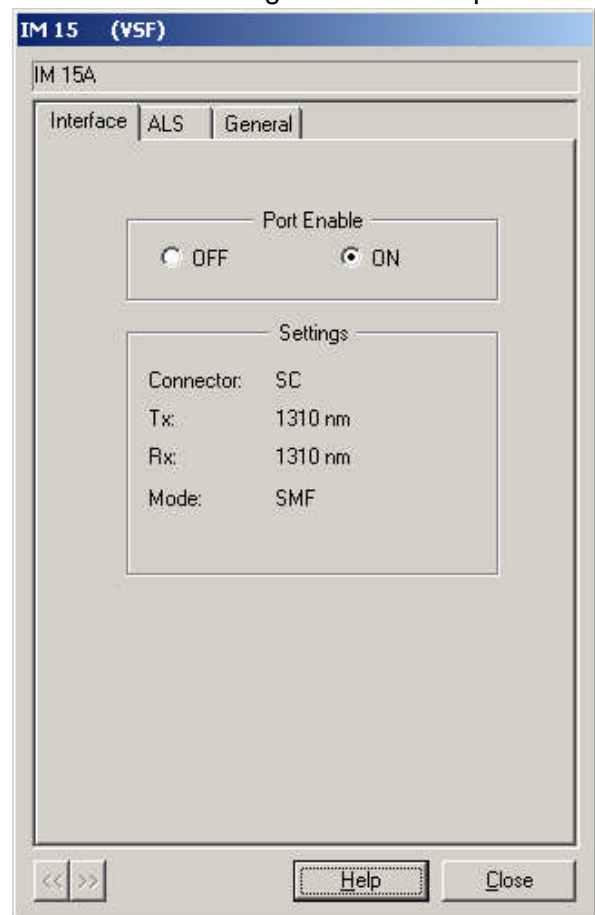 IM 15 (VSF)
IM 15A
Interface ALS General
Port Enable
OFF ON
Settings
Connector: SC
Tx: 1310 nm
Rx: 1310 nm
Mode: SMF
<< >> Help Close